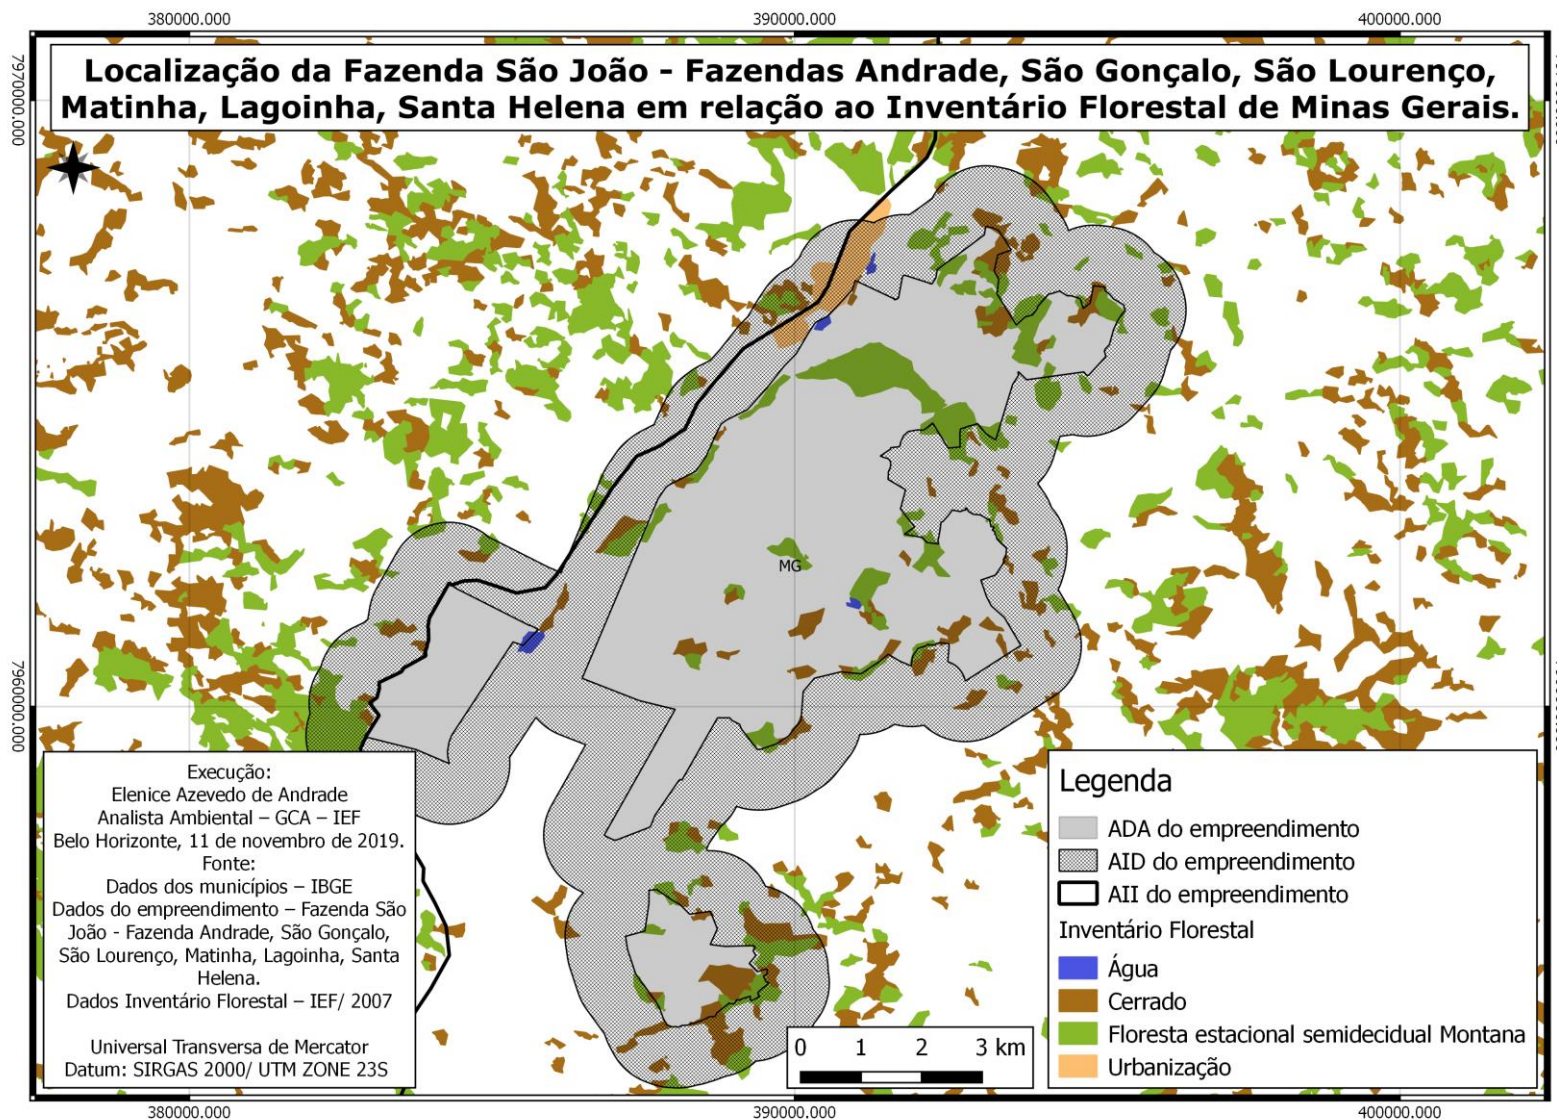 380000.000
390000.000
400000.000
7970000.000
Localização da Fazenda São João - Fazendas Andrade, São Gonçalo, São Lourenço,
Matinha, Lagoinha, Santa Helena em relação ao Inventário Florestal de Minas Gerais.
MG
7960000.000
Execução:
Elenice Azevedo de Andrade
Analista Ambiental – GCA – IEF
Belo Horizonte, 11 de novembro de 2019.
Fonte:
Dados dos municípios – IBGE
Dados do empreendimento – Fazenda São
João - Fazenda Andrade, São Gonçalo,
São Lourenço, Matinha, Lagoinha, Santa
Helena.
Dados Inventário Florestal – IEF/ 2007
Universal Transversa de Mercator
Datum: SIRGAS 2000/ UTM ZONE 23S
0 1 2 3 km
Legenda
ADA do empreendimento
AID do empreendimento
AII do empreendimento
Inventário Florestal
Água
Cerrado
Floresta estacional semidecidual Montana
Urbanização
380000.000
390000.000
400000.000